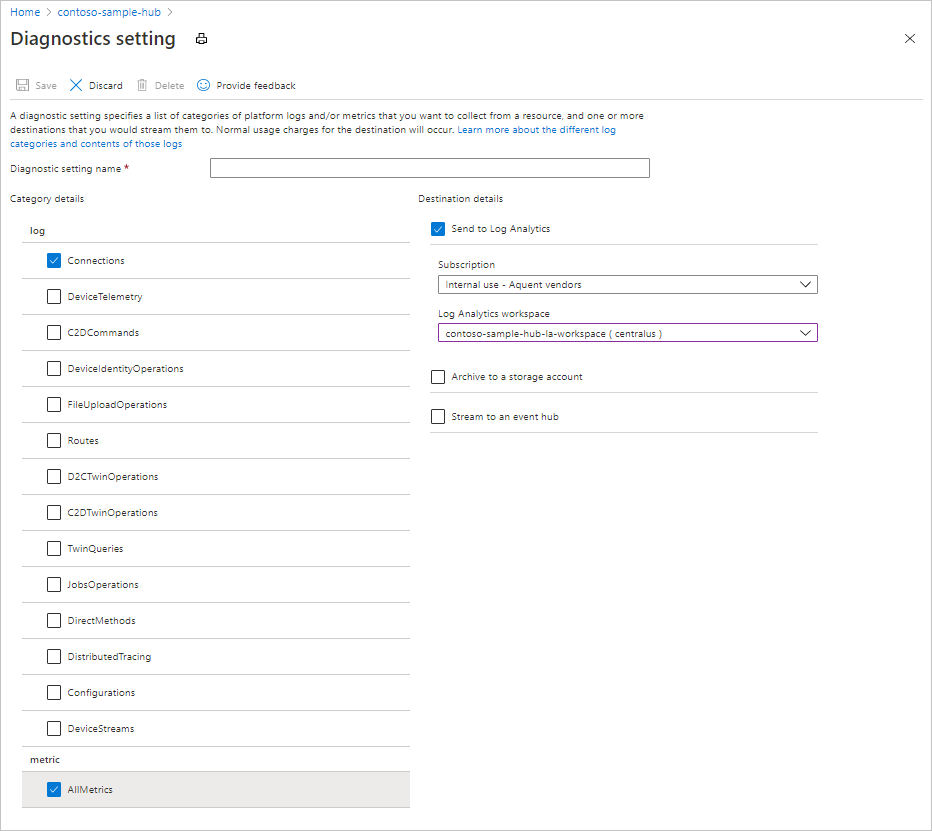 Home > contoso-sample-hub >
Diagnostics setting
Save Discard Delete Provide feedback
A diagnostic setting specifies a list of categories of platform logs and/or metrics that you want to collect from a resource, and one or more
destinations that you would stream them to. Normal usage charges for the destination will occur. Learn more about the different log
categories and contents of those logs
Diagnostic setting name *
Category details
log
Connections
DeviceTelemetry
C2DCommands
DeviceIdentityOperations
FileUploadOperations
Routes
D2CTwinOperations
C2DTwinOperations
TwinQueries
JobsOperations
DirectMethods
DistributedTracing
Configurations
DeviceStreams
metric
AllMetrics
Destination details
Send to Log Analytics
Subscription
Internal use - Aquent vendors
Log Analytics workspace
contoso-sample-hub-la-workspace ( centralus )
Archive to a storage account
Stream to an event hub